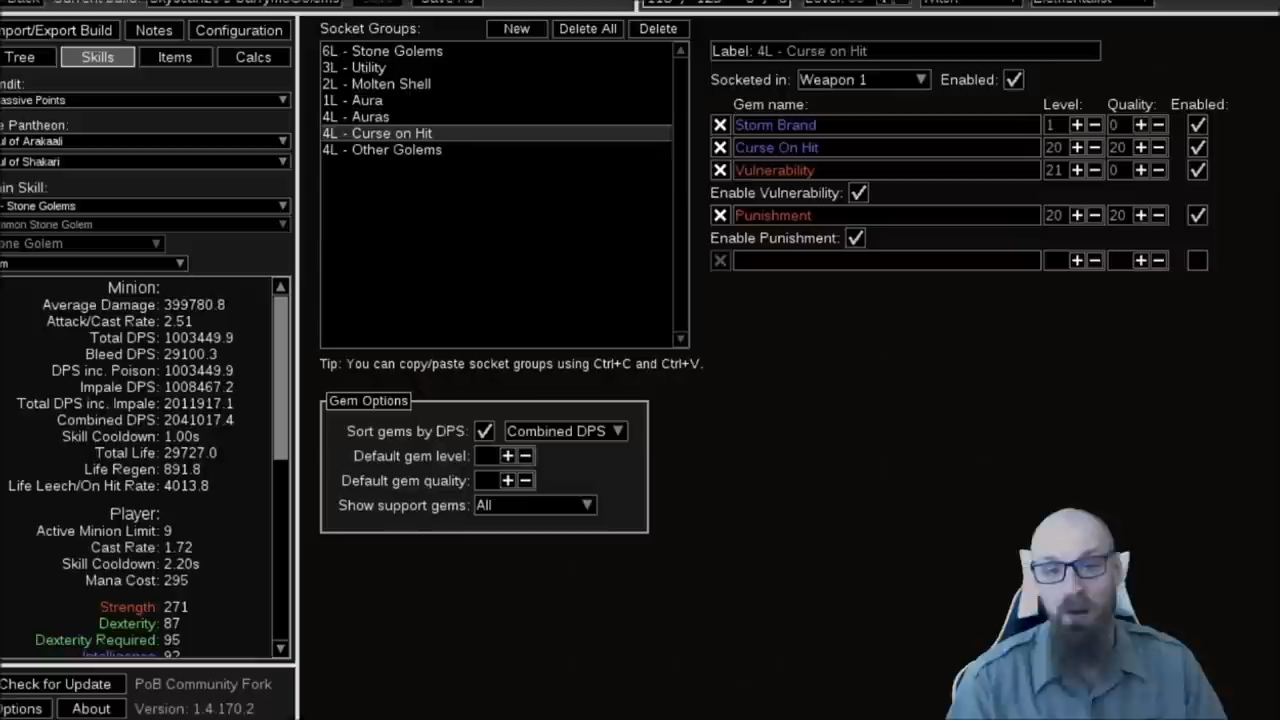 mport/Export Build Notes Configuration
Tree Skills Items Calcs
ndit:
assive Points
e Pantheon:
ul of Arakaali
ul of Shakari
in Skill:
- Stone Golems
mmon Stone Golem
one Golem
m
Minion:
Average Damage: 399780.8
Attack/Cast Rate: 2.51
Total DPS: 1003449.9
Bleed DPS: 29100.3
DPS inc. Poison: 1003449.9
Impale DPS: 1008467.2
Total DPS inc. Impale: 2011917.1
Combined DPS: 2041017.4
Skill Cooldown: 1.00s
Total Life: 29727.0
Life Regen: 891.8
Life Leech/On Hit Rate: 4013.8
Player:
Active Minion Limit: 9
Cast Rate: 1.72
Skill Cooldown: 2.20s
Mana Cost: 295
Strength 271
Dexterity: 87
Dexterity Required: 95
Check for Update PoB Community Fork
ptions About Version: 1.4.170.2
Socket Groups: New Delete All Delete
6L - Stone Golems
3L - Utility
2L - Molten Shell
1L - Aura
4L - Auras
4L - Curse on Hit
4L - Other Golems
Tip: You can copy/paste socket groups using Ctrl+C and Ctrl+V.
Gem Options
Sort gems by DPS: Combined DPS
Default gem level: + −
Default gem quality: + −
Show support gems: All
Label: 4L - Curse on Hit
Socketed in: Weapon 1 Enabled:
Gem name: Level: Quality: Enabled:
Storm Brand 1 + − 0 + −
Curse On Hit 20 + − 20 + −
Vulnerability 21 + − 0 + −
Enable Vulnerability:
Punishment 20 + − 20 + −
Enable Punishment:
+ − + −